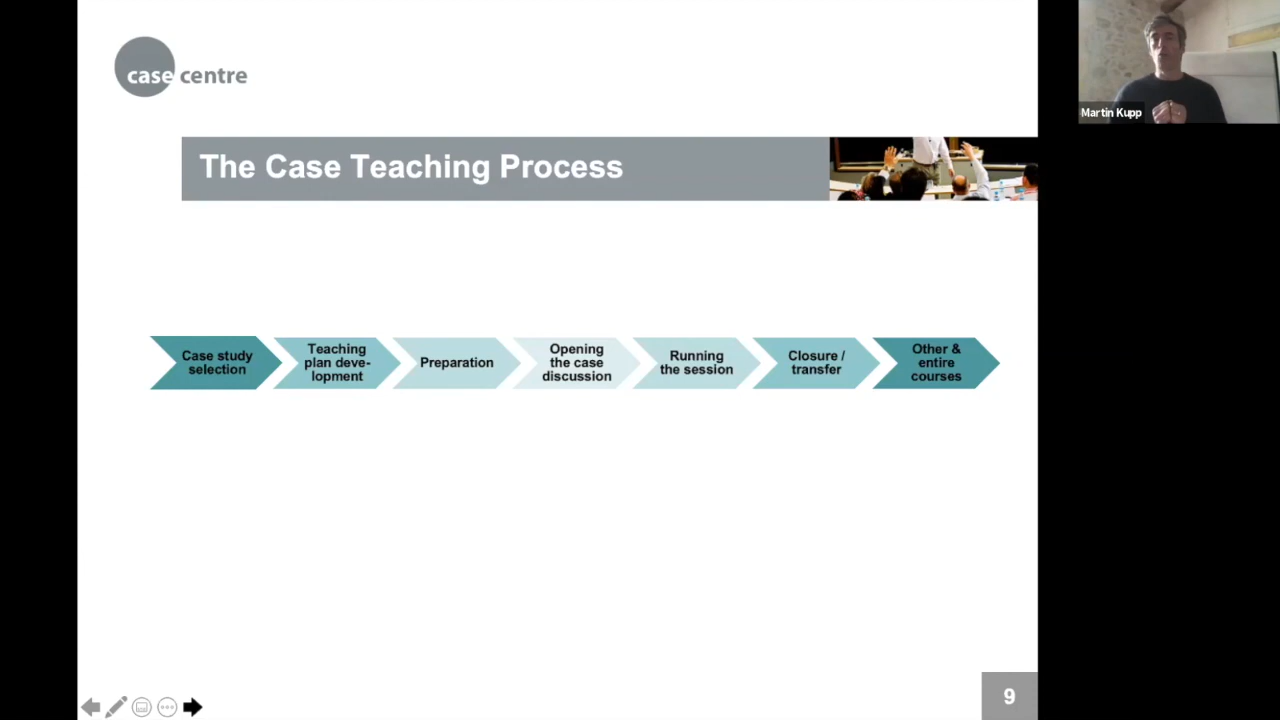 case centre
Martin Kupp
The Case Teaching Process
Case study
selection
Teaching
plan deve-
lopment
Preparation
Opening
the case
discussion
Running
the session
Closure /
transfer
Other &
entire
courses
9